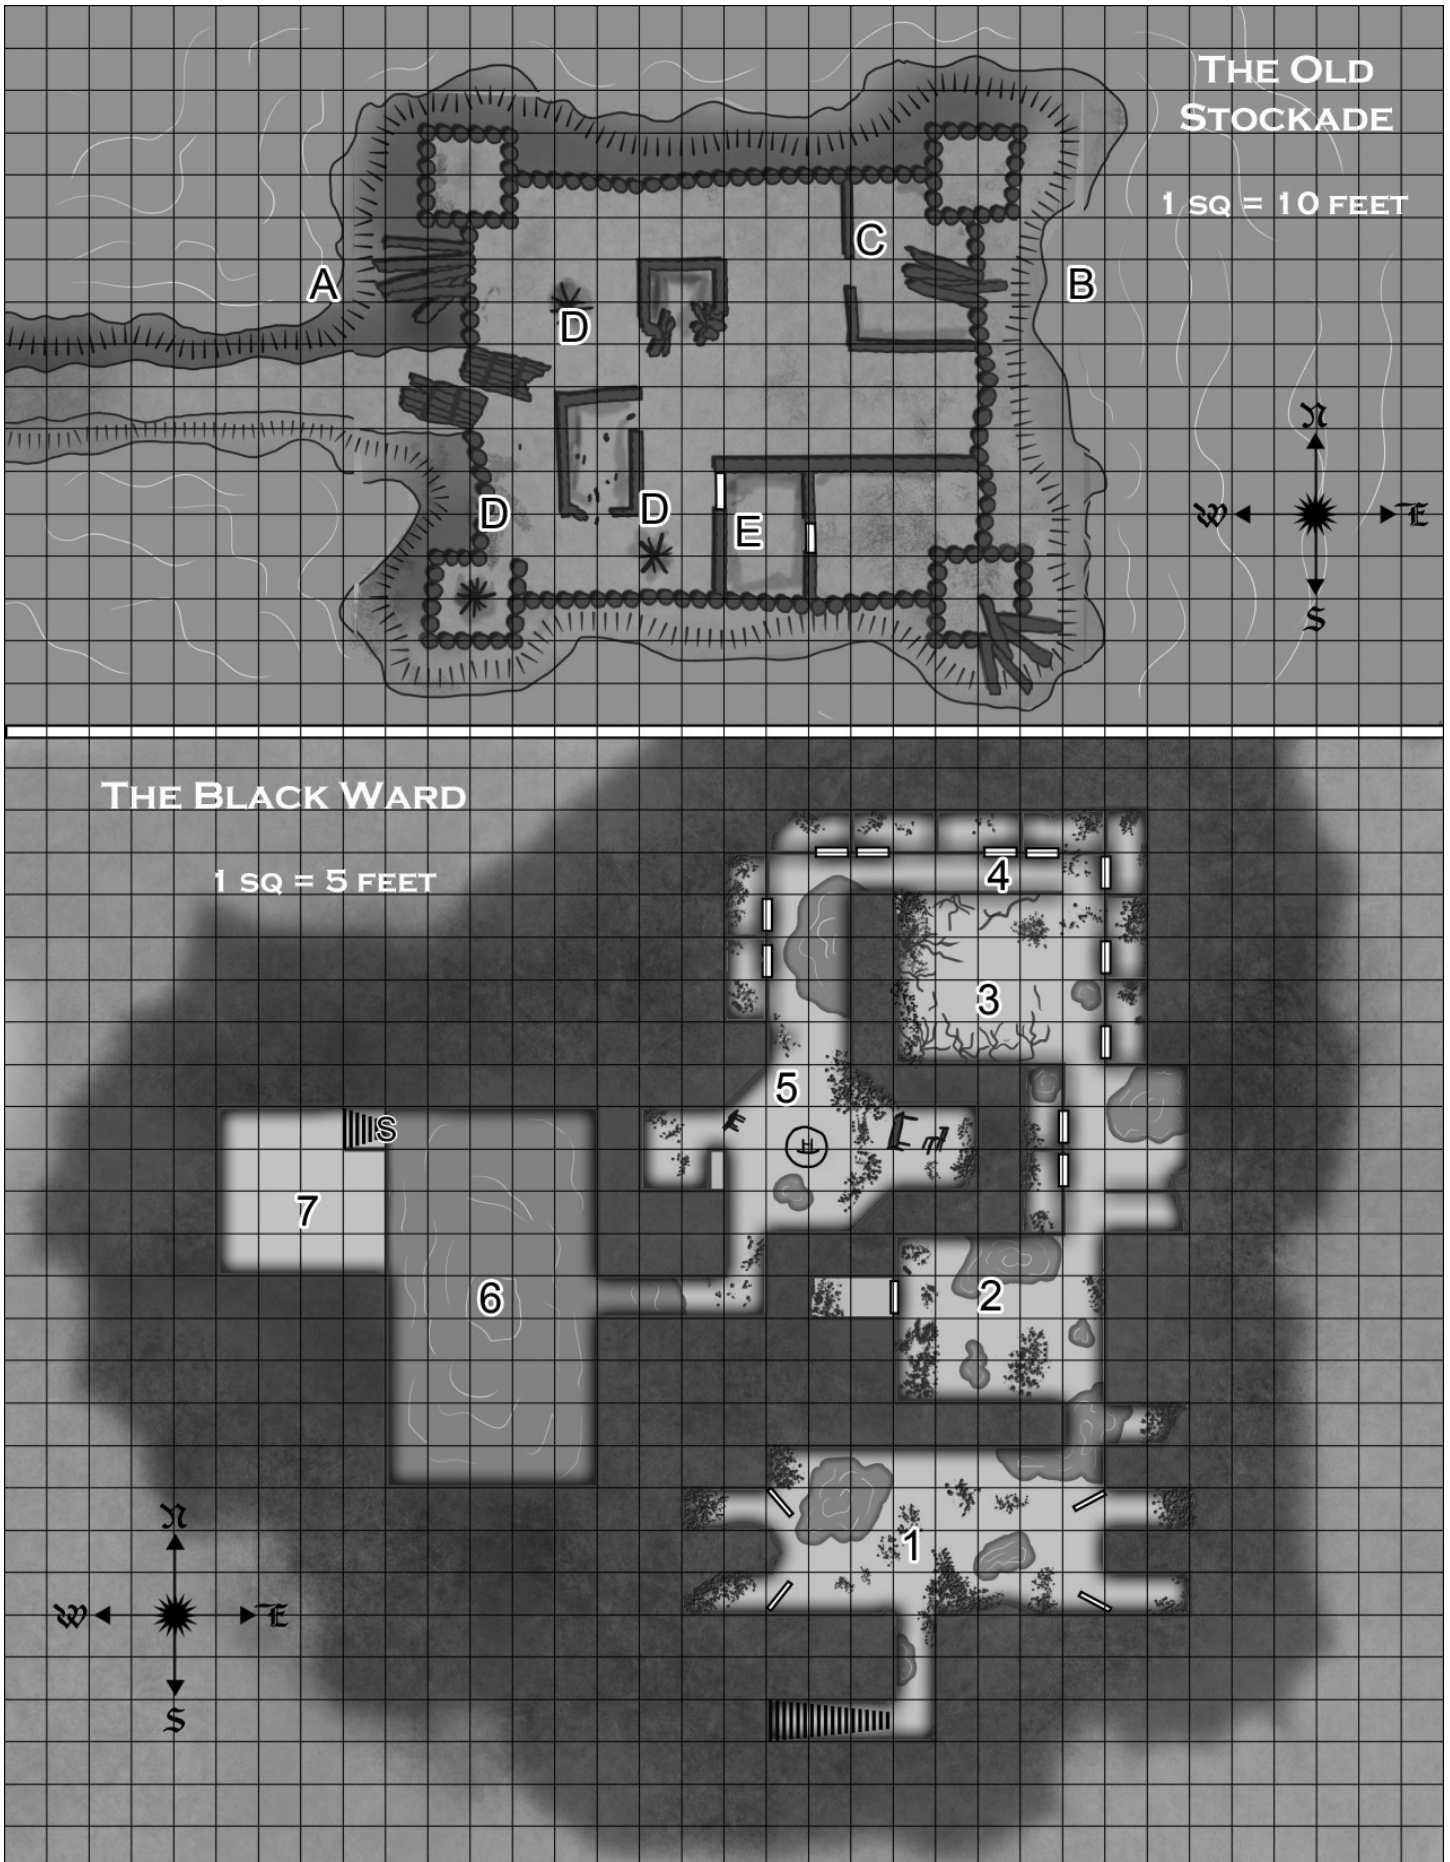 THE OLD
STOCKADE
1 SQ = 10 FEET
C
A
B
D
N
W E
D
D
E
S
THE BLACK WARD
1 SQ = 5 FEET
4
3
5
S
7
6
2
N
1
W E
S